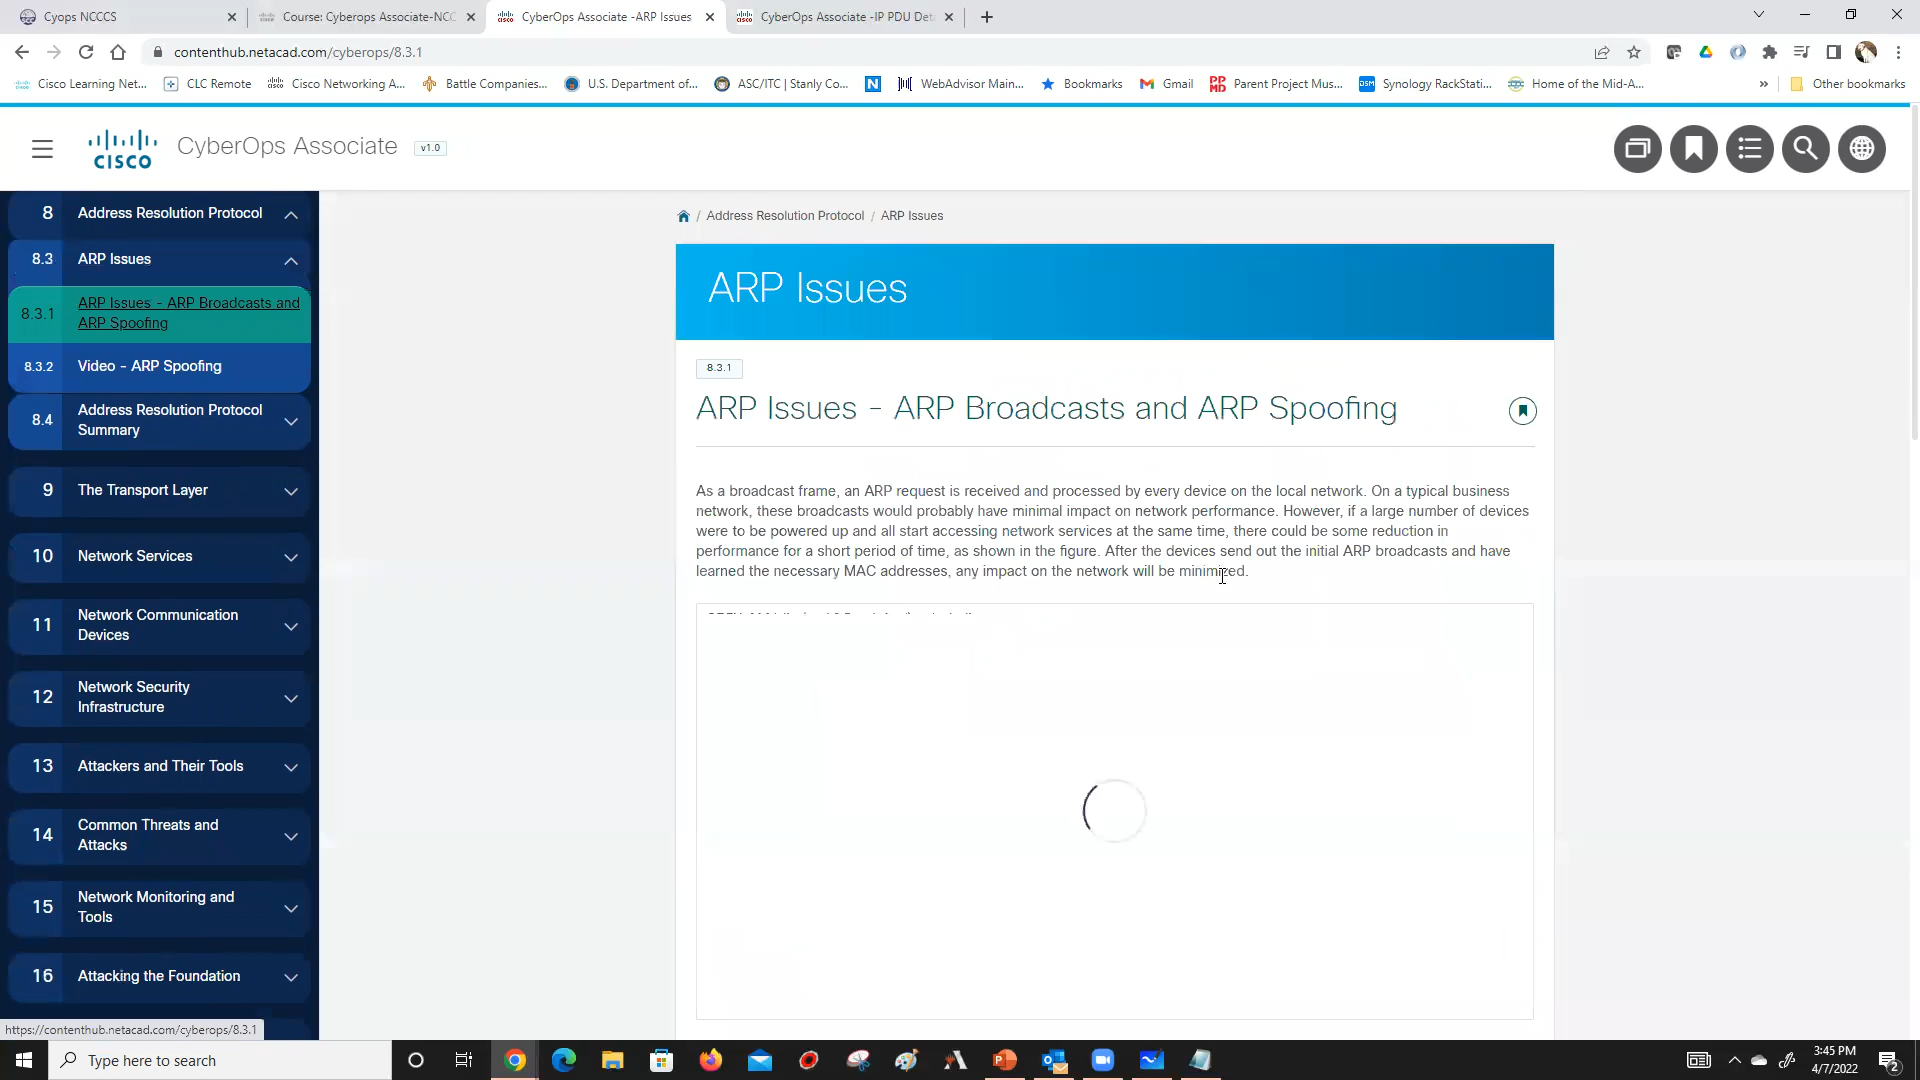 Cyops NCCCS
Course: Cyberops Associate-NCC
CyberOps Associate -ARP Issues
CyberOps Associate -IP PDU Det
contenthub.netacad.com/cyberops/8.3.1
Cisco Learning Net...
CLC Remote
Cisco Networking A...
Battle Companies...
U.S. Department of...
ASC/ITC | Stanly Co...
WebAdvisor Main...
Bookmarks
Gmail
Parent Project Mus...
Synology RackStati...
Home of the Mid-A...
»
Other bookmarks
CISCO
CyberOps Associate
v1.0
8 Address Resolution Protocol
8.3 ARP Issues
8.3.1 ARP Issues - ARP Broadcasts and
ARP Spoofing
8.3.2 Video - ARP Spoofing
8.4 Address Resolution Protocol
Summary
9 The Transport Layer
10 Network Services
11 Network Communication
Devices
12 Network Security
Infrastructure
13 Attackers and Their Tools
14 Common Threats and
Attacks
15 Network Monitoring and
Tools
16 Attacking the Foundation
https://contenthub.netacad.com/cyberops/8.3.1
/ Address Resolution Protocol / ARP Issues
ARP Issues
8.3.1
ARP Issues - ARP Broadcasts and ARP Spoofing
As a broadcast frame, an ARP request is received and processed by every device on the local network. On a typical business
network, these broadcasts would probably have minimal impact on network performance. However, if a large number of devices
were to be powered up and all start accessing network services at the same time, there could be some reduction in
performance for a short period of time, as shown in the figure. After the devices send out the initial ARP broadcasts and have
learned the necessary MAC addresses, any impact on the network will be minimized.
Type here to search
3:45 PM
4/7/2022
2